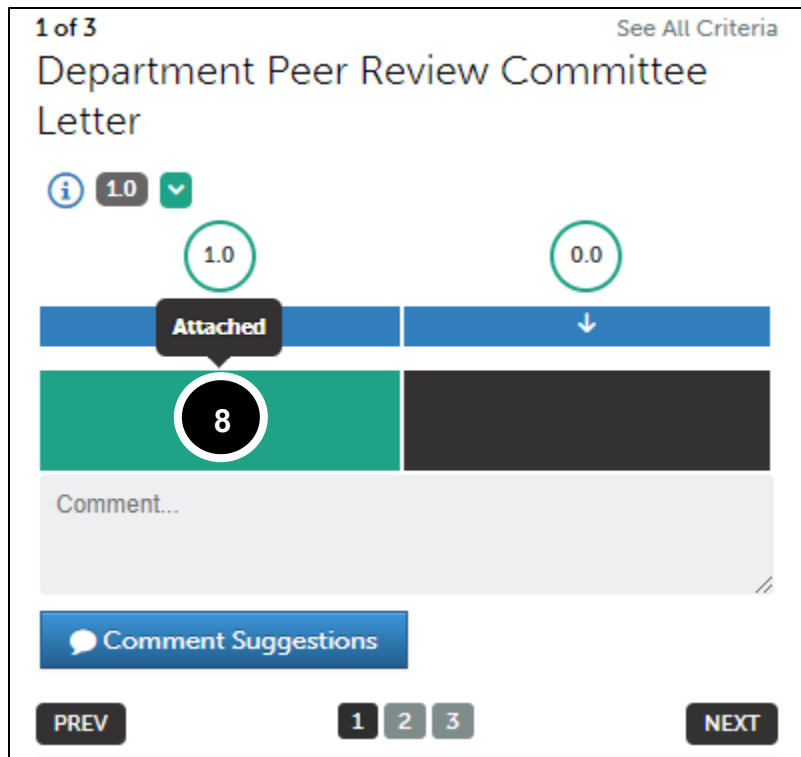 1 of 3 See All Criteria
Department Peer Review Committee
Letter
i 1.0
1.0 0.0
Attached
8
Comment...
Comment Suggestions
PREV 1 2 3 NEXT